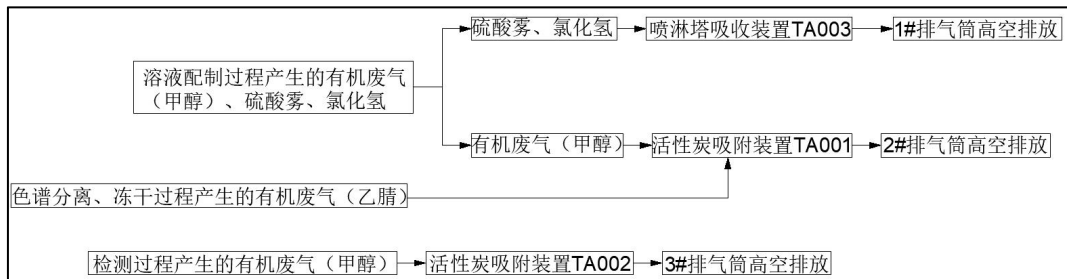 硫酸雾、氯化氢
喷淋塔吸收装置TA003
1#排气筒高空排放
溶液配制过程产生的有机废气
（甲醇）、硫酸雾、氯化氢
有机废气（甲醇）
活性炭吸附装置TA001
2#排气筒高空排放
色谱分离、冻干过程产生的有机废气（乙腈）
检测过程产生的有机废气（甲醇）
活性炭吸附装置TA002
3#排气筒高空排放